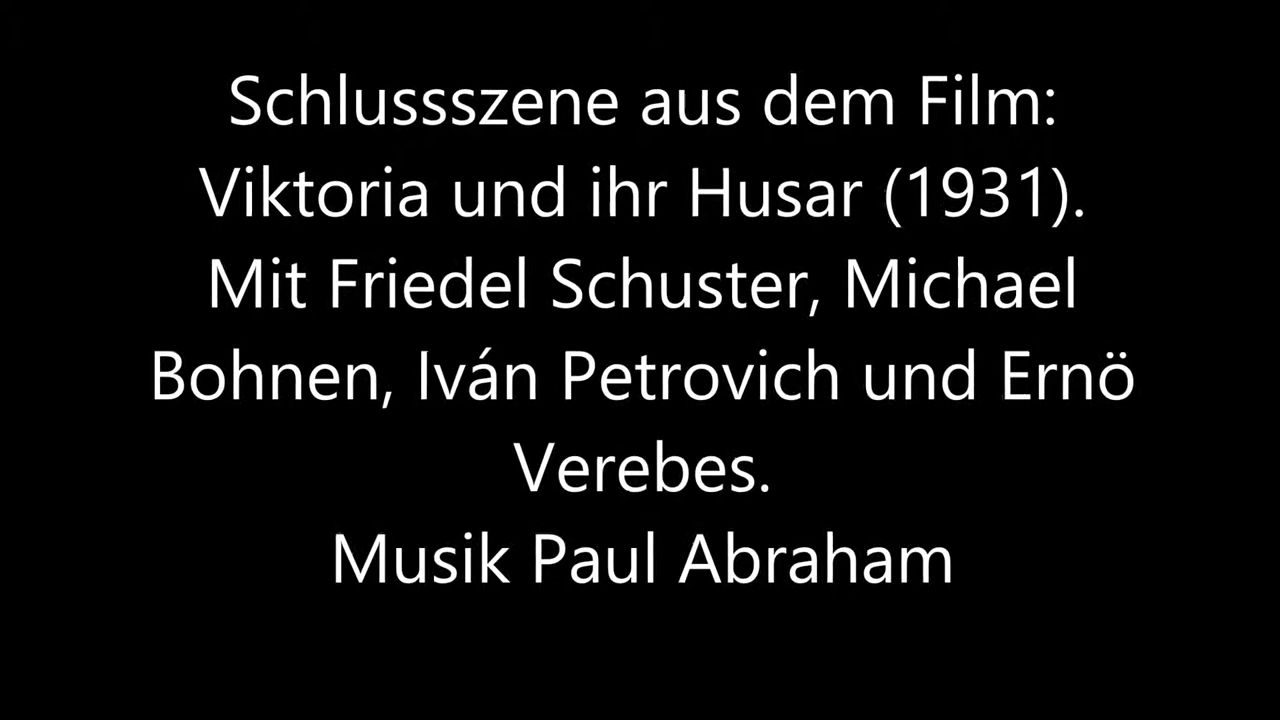 Schlussszene aus dem Film:
Viktoria und ihr Husar (1931).
Mit Friedel Schuster, Michael
Bohnen, Iván Petrovich und Ernö
Verebes.
Musik Paul Abraham